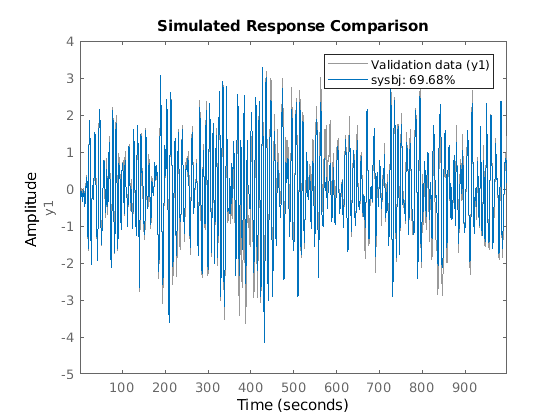 Simulated Response Comparison
Validation data (y1)
sysbj: 69.68%
Amplitude
y1
4
3
2
1
0
-1
-2
-3
-4
-5
100 200 300 400 500 600 700 800 900
Time (seconds)